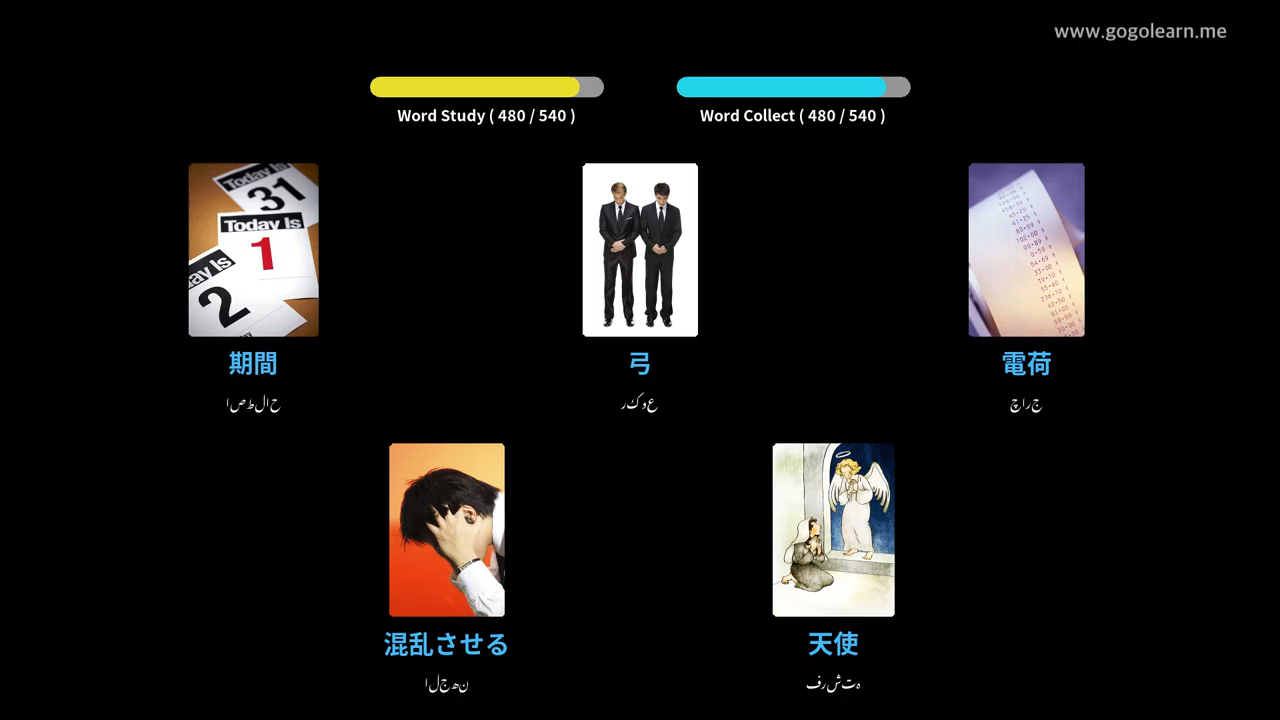 www.gogolearn.me
Word Study ( 480 / 540 )
Word Collect ( 480 / 540 )
Today Is
31
Today Is
1
2
期間
弓
電荷
اصطلاح
رکوع
چارج
混乱させる
天使
الجھن
فرشتہ